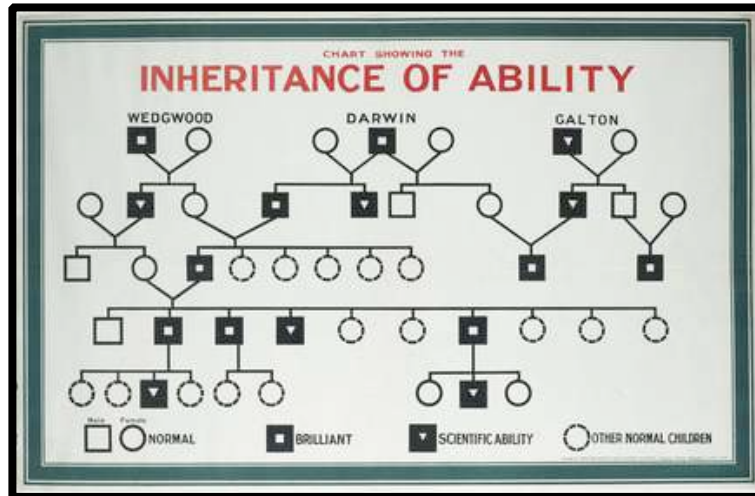 CHART SHOWING THE
INHERITANCE OF ABILITY
WEDGWOOD DARWIN GALTON
Male Female
NORMAL BRILLIANT SCIENTIFIC ABILITY OTHER NORMAL CHILDREN